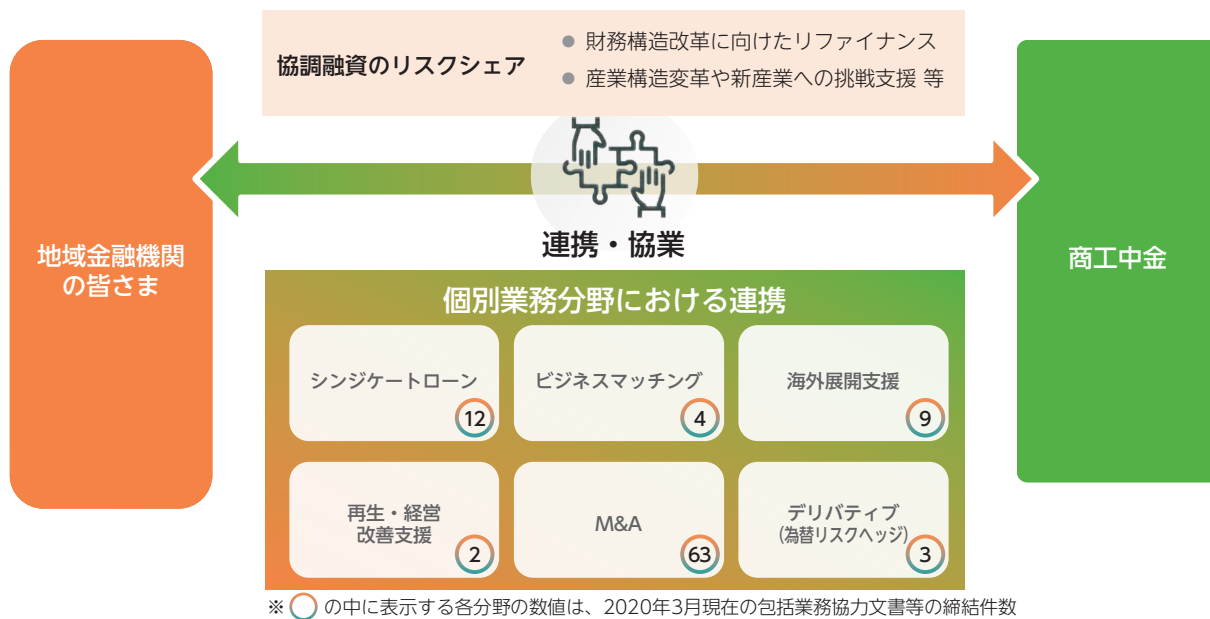 協調融資のリスクシェア
● 財務構造改革に向けたリファイナンス
● 産業構造変革や新産業への挑戦支援 等
地域金融機関
の皆さま
連携・協業
商工中金
個別業務分野における連携
シンジケートローン
12
ビジネスマッチング
4
海外展開支援
9
再生・経営
改善支援
2
M&A
63
デリバティブ
(為替リスクヘッジ)
3
※ ◯ の中に表示する各分野の数値は、2020年3月現在の包括業務協力文書等の締結件数